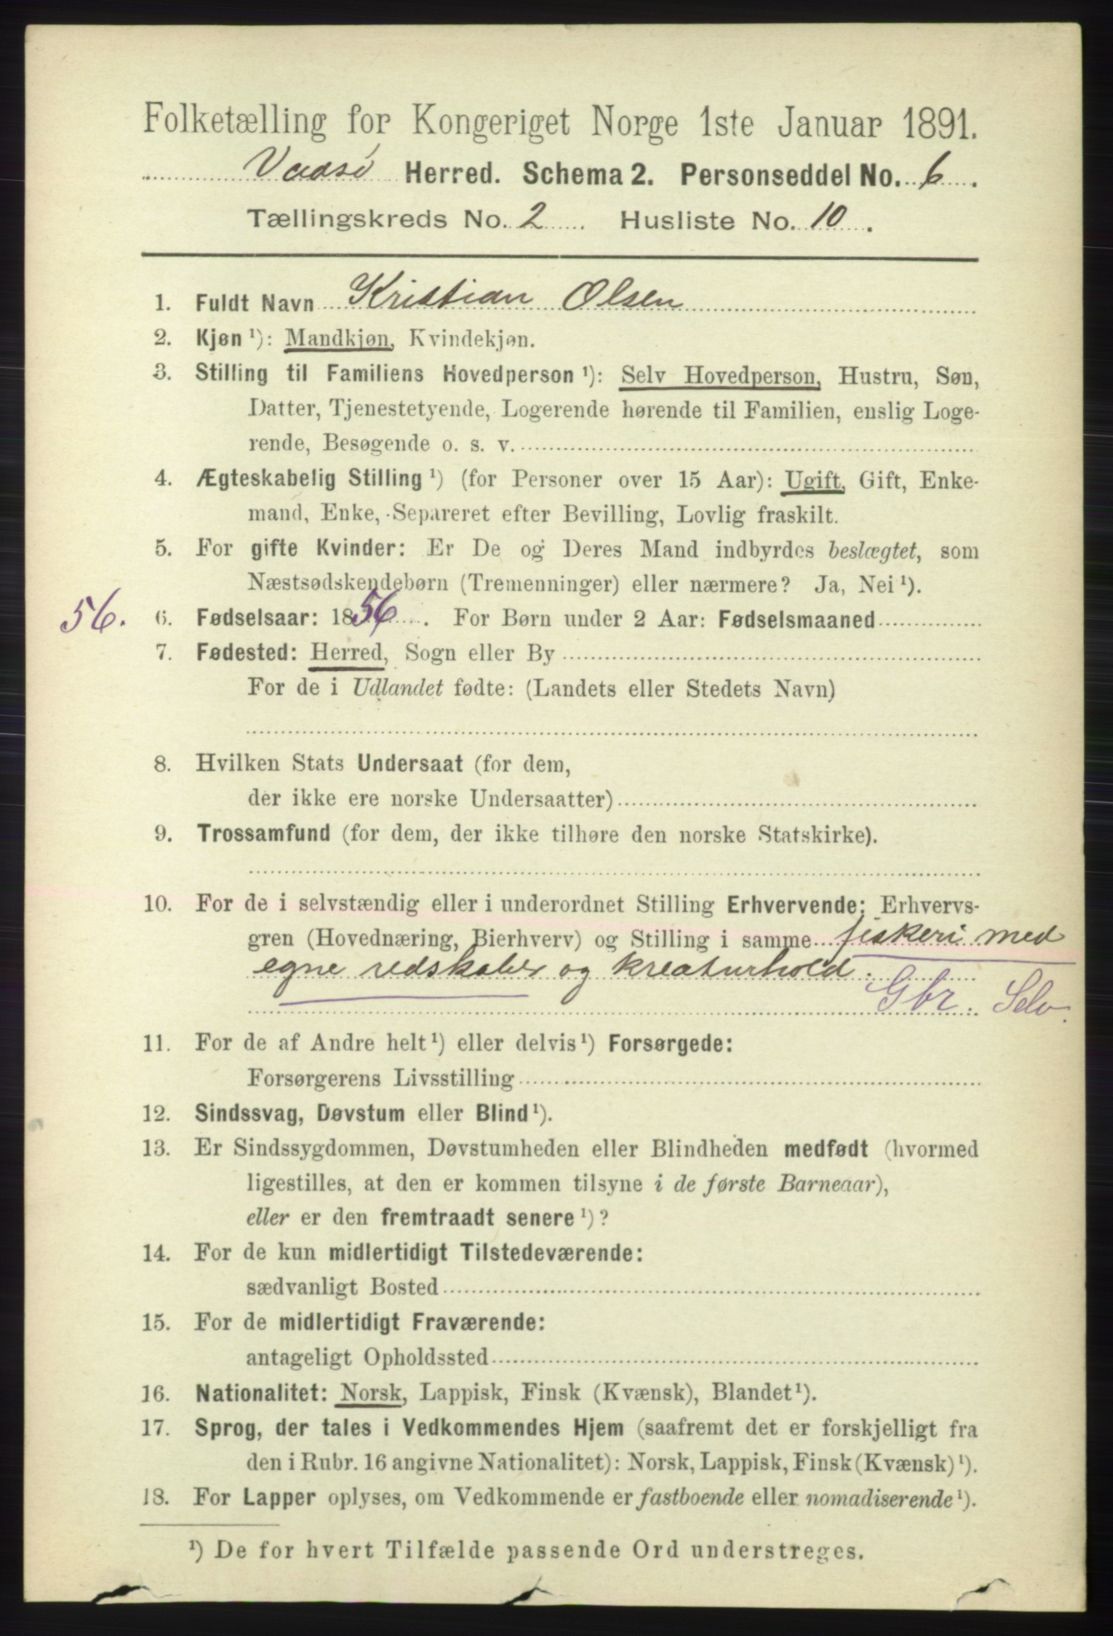 Folketælling for Kongeriget Norge 1ste Januar 1891.
Vadsø Herred. Schema 2. Personseddel No. 6.
Tællingskreds No. 2 Husliste No. 10.
1. Fuldt Navn Kristian Olsen
2. Kjøn ¹): Mandkjøn, Kvindekjøn.
3. Stilling til Familiens Hovedperson ¹): Selv Hovedperson, Hustru, Søn,
Datter, Tjenestetyende, Logerende hørende til Familien, enslig Loge-
rende, Besøgende o. s. v.
4. Ægteskabelig Stilling ¹) (for Personer over 15 Aar): Ugift, Gift, Enke-
mand, Enke, Separeret efter Bevilling, Lovlig fraskilt.
5. For gifte Kvinder: Er De og Deres Mand indbyrdes beslægtet, som
Næstsødskendebørn (Tremenninger) eller nærmere? Ja, Nei ¹).
56. 6. Fødselsaar: 1856. For Børn under 2 Aar: Fødselsmaaned
7. Fødested: Herred, Sogn eller By
For de i Udlandet fødte: (Landets eller Stedets Navn)
8. Hvilken Stats Undersaat (for dem,
der ikke ere norske Undersaatter)
9. Trossamfund (for dem, der ikke tilhøre den norske Statskirke).
10. For de i selvstændig eller i underordnet Stilling Erhvervende: Erhvervs-
gren (Hovednæring, Bierhverv) og Stilling i samme fiskeri med
egne redskaber og kreaturhold.
Gbr. Selv.
11. For de af Andre helt ¹) eller delvis ¹) Forsørgede:
Forsørgerens Livsstilling
12. Sindssvag, Døvstum eller Blind ¹).
13. Er Sindssygdommen, Døvstumheden eller Blindheden medfødt (hvormed
ligestilles, at den er kommen tilsyne i de første Barneaar),
eller er den fremtraadt senere ¹)?
14. For de kun midlertidigt Tilstedeværende:
sædvanligt Bosted
15. For de midlertidigt Fraværende:
antageligt Opholdssted
16. Nationalitet: Norsk, Lappisk, Finsk (Kvænsk), Blandet ¹).
17. Sprog, der tales i Vedkommendes Hjem (saafremt det er forskjelligt fra
den i Rubr. 16 angivne Nationalitet): Norsk, Lappisk, Finsk (Kvænsk) ¹).
18. For Lapper oplyses, om Vedkommende er fastboende eller nomadiserende ¹).
¹) De for hvert Tilfælde passende Ord understreges.